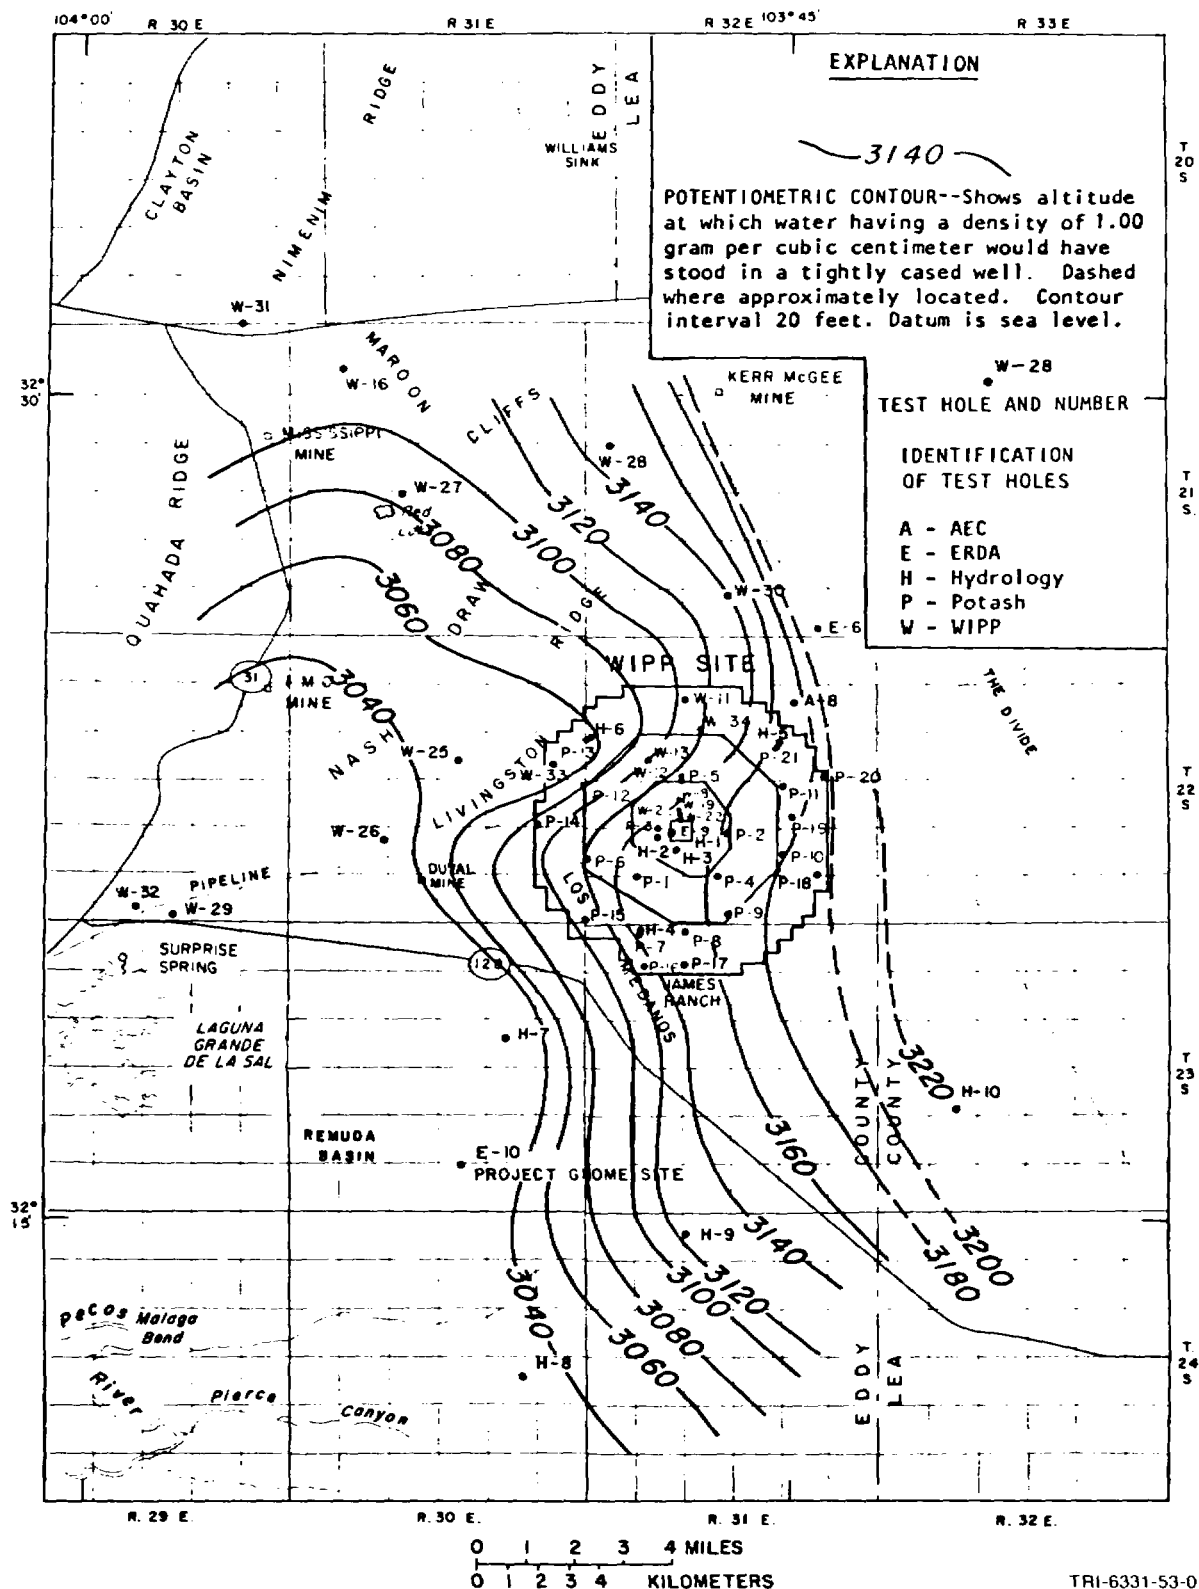 104°00' R 30 E R 31 E R 32 E 103°45' R 33 E
EXPLANATION
3140
POTENTIOMETRIC CONTOUR--Shows altitude
at which water having a density of 1.00
gram per cubic centimeter would have
stood in a tightly cased well. Dashed
where approximately located. Contour
interval 20 feet. Datum is sea level.
W-28
TEST HOLE AND NUMBER
IDENTIFICATION
OF TEST HOLES
A - AEC
E - ERDA
H - Hydrology
P - Potash
W - WIPP
T 20 S
T 21 S.
T 22 S
T 23 S
T. 24 S
32° 30'
32° 15'
CLAYTON
BASIN
NIMENIM RIDGE
EDDY
LEA
WILLIAMS
SINK
W-31
W-16
MAROON CLIFFS
KERR McGEE
MINE
MISSISSIPPI
MINE
QUAHADA RIDGE
W-27
Red
W-28
3140
3120
3100
3080
3060
3040
W-30
E-6
WIPP SITE
THE DIVIDE
31
MINE
NASH DRAW
LIVINGSTON RIDGE
W-25
W-26
W-11
A-8
W 34
H-5
H-6
P-13
W-33
W-13
W-12
P-5
P-21
P-20
P-11
P-12
P-14
P-3
E-9
H-1
H-2
H-3
P-2
P-19
P-10
P-6
P-1
P-4
P-18
P-15
P-9
H-4
P-7
P-8
P-16
P-17
LOS MEDANOS
JAMES
RANCH
DUVAL
MINE
W-32
W-29
PIPELINE
SURPRISE
SPRING
128
H-7
LAGUNA
GRANDE
DE LA SAL
3220
H-10
COUNTY
COUNTY
REMUDA
BASIN
E-10
PROJECT GNOME SITE
3160
H-9
3140
3200
3180
3120
3100
3080
3060
3040
H-8
Pecos River
Malaga
Bend
Pierce Canyon
EDDY
LEA
R. 29 E. R. 30 E. R. 31 E. R. 32 E.
0 1 2 3 4 MILES
0 1 2 3 4 KILOMETERS
TRI-6331-53-0